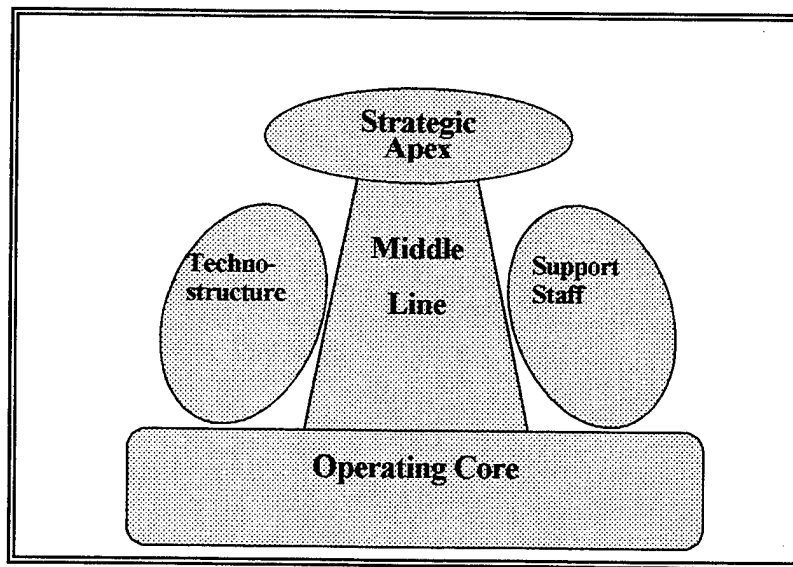 Strategic
Apex
Middle
Line
Techno-
structure
Support
Staff
Operating Core